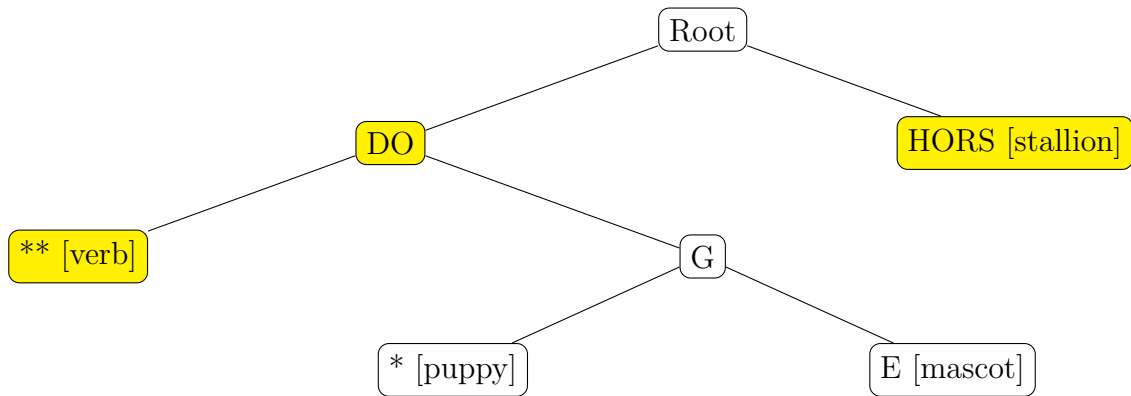 Root
DO
HORS [stallion]
** [verb]
G
* [puppy]
E [mascot]